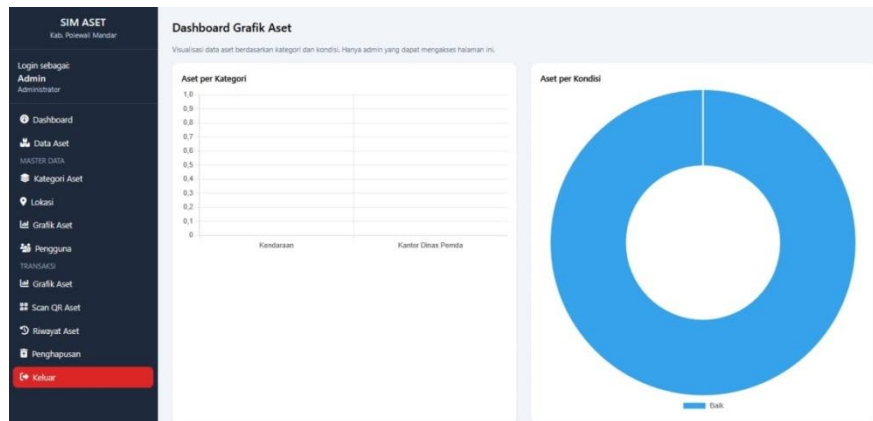 SIM ASET
Kab. Polewali Mandar
Login sebagai:
Admin
Administrator
Dashboard
Data Aset
MASTER DATA
Kategori Aset
Lokasi
Grafik Aset
Pengguna
TRANSAKSI
Grafik Aset
Scan QR Aset
Riwayat Aset
Penghapusan
Keluar
Dashboard Grafik Aset
Visualisasi data aset berdasarkan kategori dan kondisi. Hanya admin yang dapat mengakses halaman ini.
Aset per Kategori
1,0
0,9
0,8
0,7
0,6
0,5
0,4
0,3
0,2
0,1
0
Kendaraan
Kantor Dinas Pemda
Aset per Kondisi
Baik